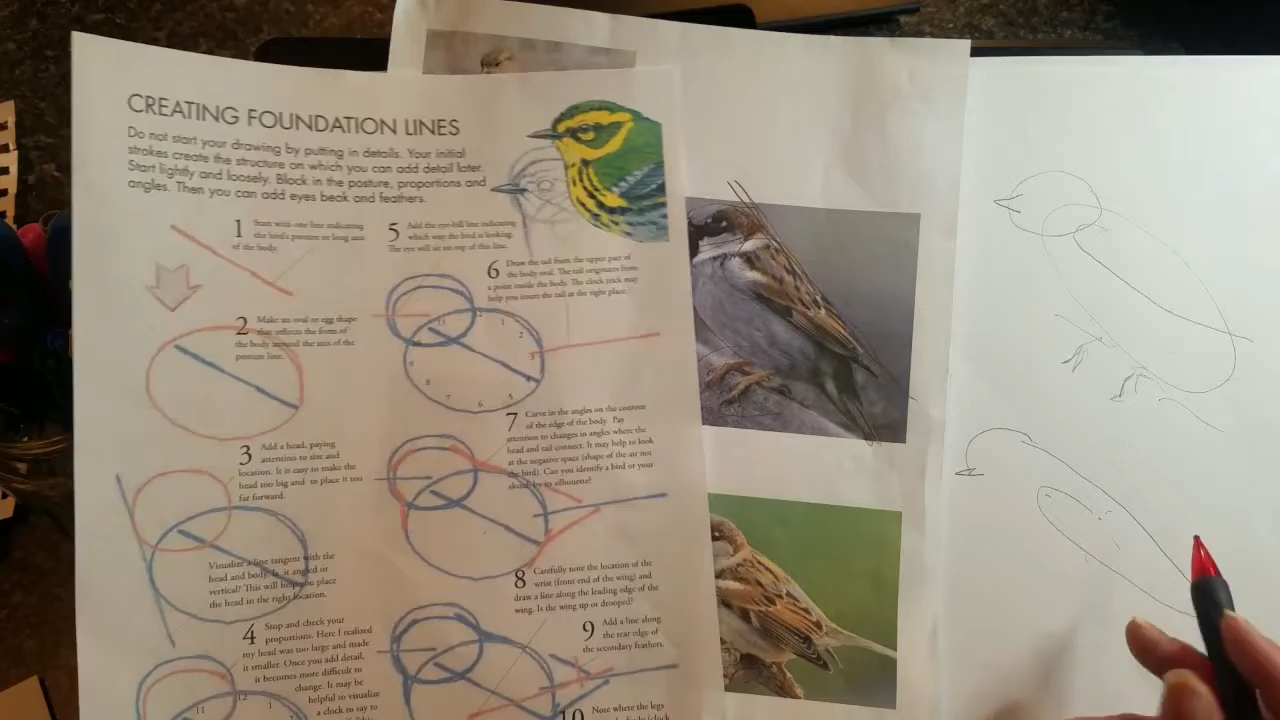 CREATING FOUNDATION LINES
Do not start your drawing by putting in details. Your initial
strokes create the structure on which you can add detail later.
Start lightly and loosely. Block in the posture, proportions and
angles. Then you can add eyes beak and feathers.
1 Start with one line indicating
the bird's posture or long axis
of the body.
2 Make an oval or egg shape
that reflects the form of
the body around the axis of the
posture line.
3 Add a head, paying
attention to size and
location. It is easy to make the
head too big and to place it too
far forward.
Visualize a line tangent with the
head and body. Is it angled or
vertical? This will help you place
the head in the right location.
4 Stop and check your
proportions. Here I realized
my head was too large and made
it smaller. Once you add detail,
it becomes more difficult to
change. It may be
helpful to visualize
a clock to say to
11
12
1
5 Add the eye-bill line indicating
which way the bird is looking.
The eye will sit on top of this line.
6 Draw the tail from the upper part of
the body oval. The tail originates from
a point inside the body. The clock trick may
help you insert the tail at the right place.
11
12
1
2
3
5
6
7
8
7 Carve in the angles on the contour
of the edge of the body. Pay
attention to changes in angles where the
head and tail connect. It may help to look
at the negative space (shape of the air not
the bird). Can you identify a bird or your
sketch by its silhouette?
8 Carefully note the location of the
wrist (front end of the wing) and
draw a line along the leading edge of the
wing. Is the wing up or drooped?
9 Add a line along
the rear edge of
the secondary feathers.
10 Note where the legs